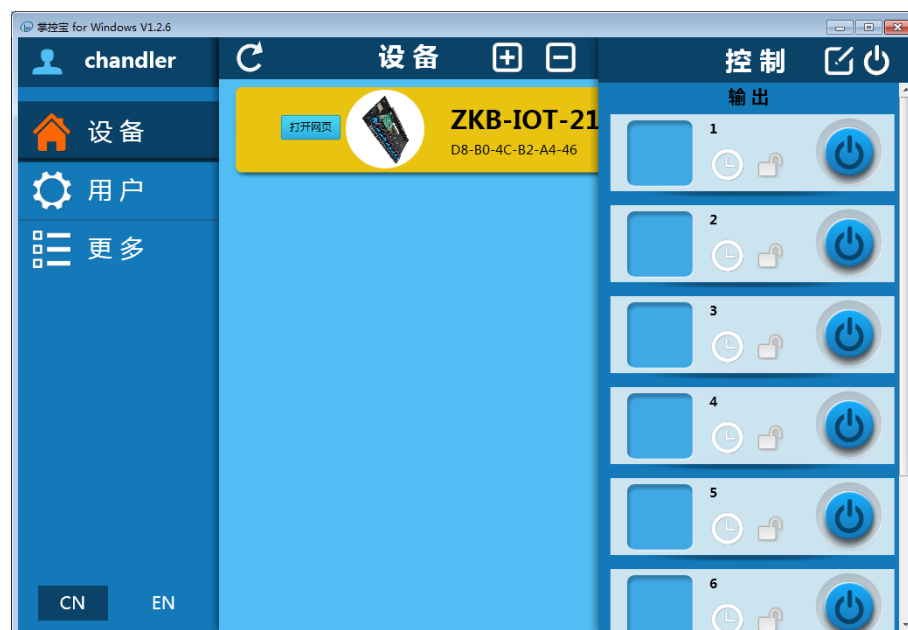 掌控宝 for Windows V1.2.6
chandler
设备
用户
更多
CN EN
设备
打开网页
ZKB-IOT-21
D8-B0-4C-B2-A4-46
控制
输出
1
2
3
4
5
6